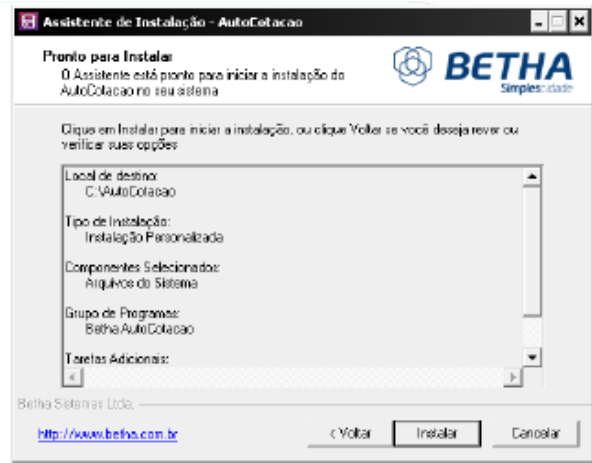 Assistente de Instalação - AutoCotacao
Pronto para Instalar
O Assistente está pronto para iniciar a instalação do
AutoCotacao no seu sistema
BETHA
Simplescidade
Clique em Instalar para iniciar a instalação, ou clique Voltar se você deseja rever ou
verificar suas opções
Local de destino:
C:\AutoCotacao
Tipo de Instalação:
Instalação Personalizada
Componentes Selecionados:
Arquivos do Sistema
Grupo de Programas:
Betha AutoCotacao
Tarefas Adicionais:
Betha Sistemas Ltda.
http://www.betha.com.br
< Voltar
Instalar
Cancelar